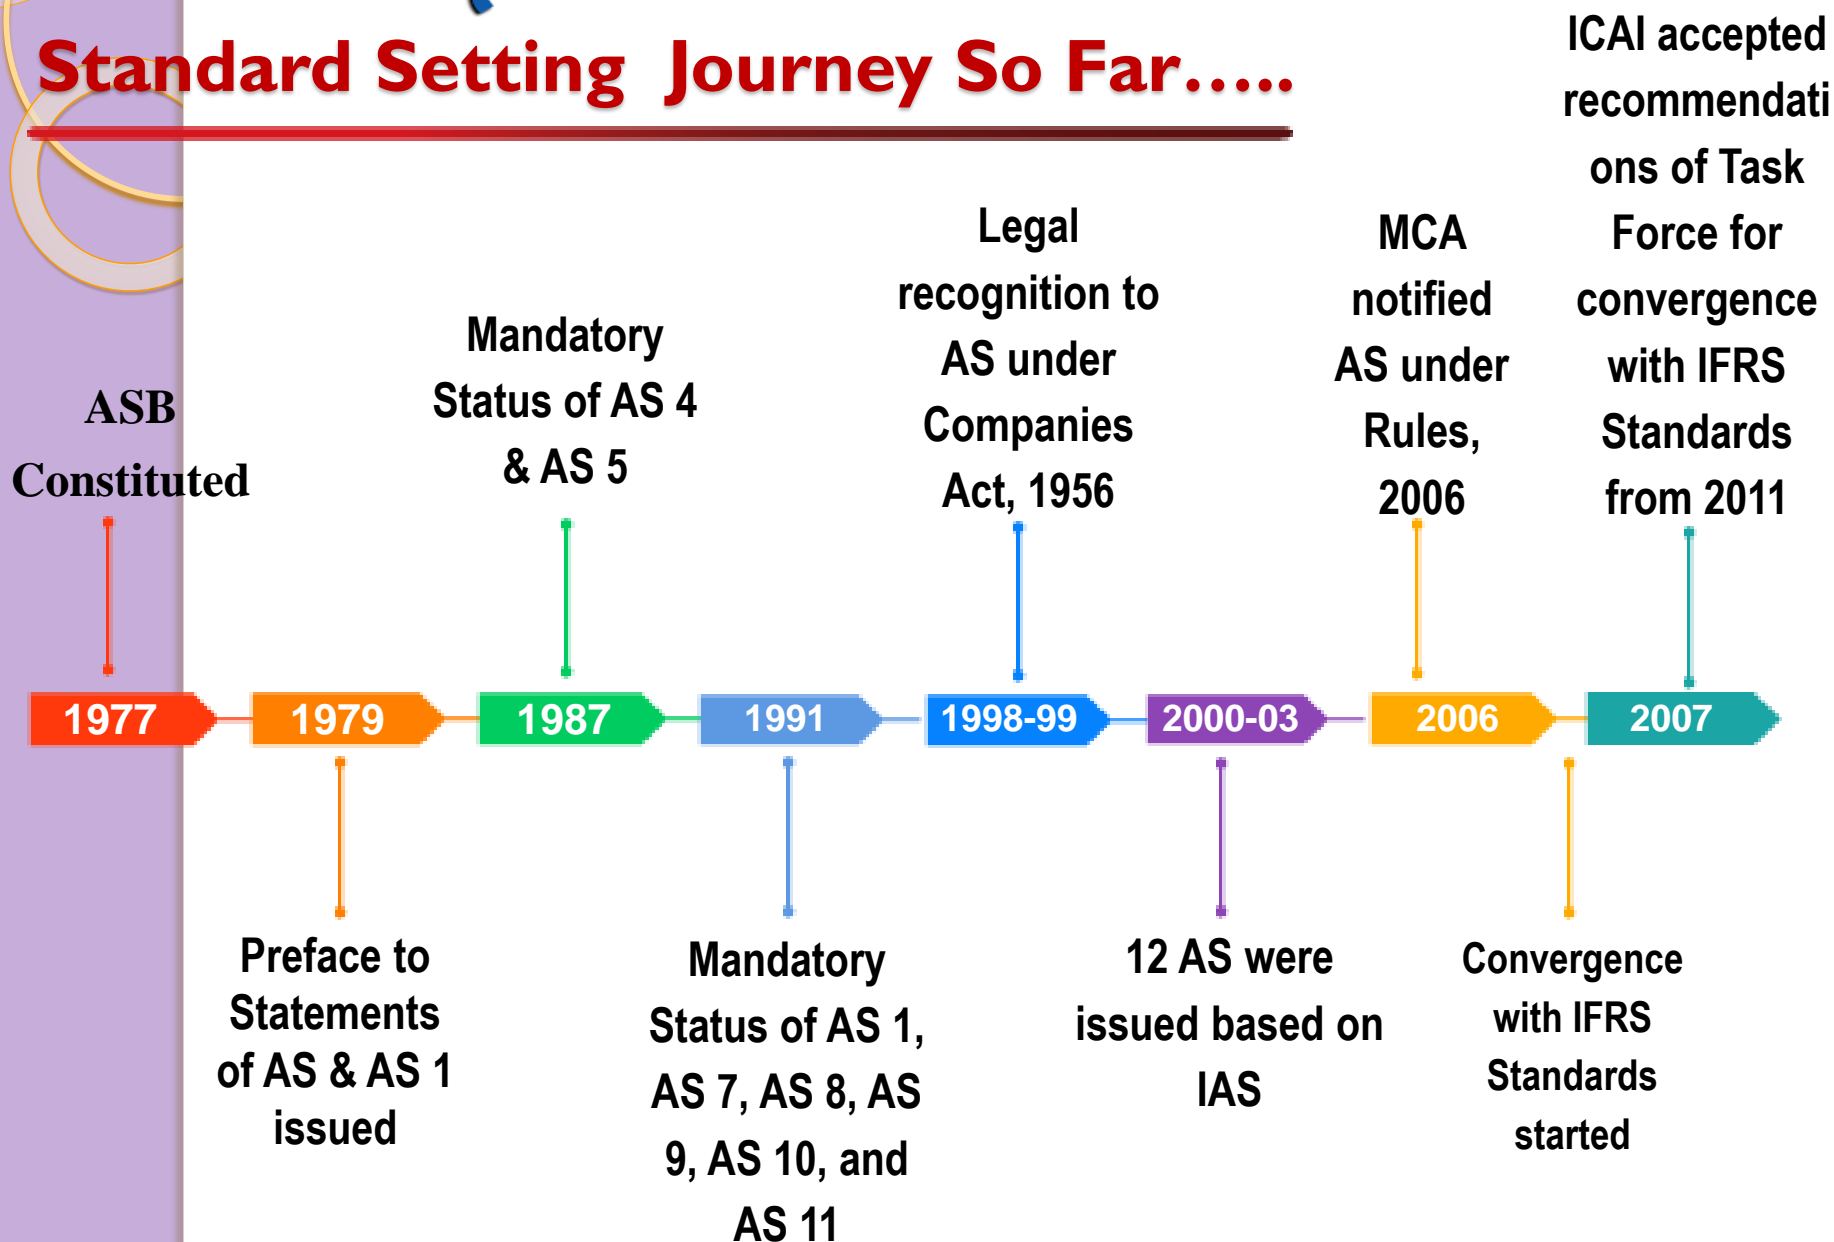 Standard Setting Journey So Far…..
ASB
Constituted
Mandatory
Status of AS 4
& AS 5
Legal
recognition to
AS under
Companies
Act, 1956
MCA
notified
AS under
Rules,
2006
ICAI accepted
recommendati
ons of Task
Force for
convergence
with IFRS
Standards
from 2011
1977
1979
1987
1991
1998-99
2000-03
2006
2007
Preface to
Statements
of AS & AS 1
issued
Mandatory
Status of AS 1,
AS 7, AS 8, AS
9, AS 10, and
AS 11
12 AS were
issued based on
IAS
Convergence
with IFRS
Standards
started